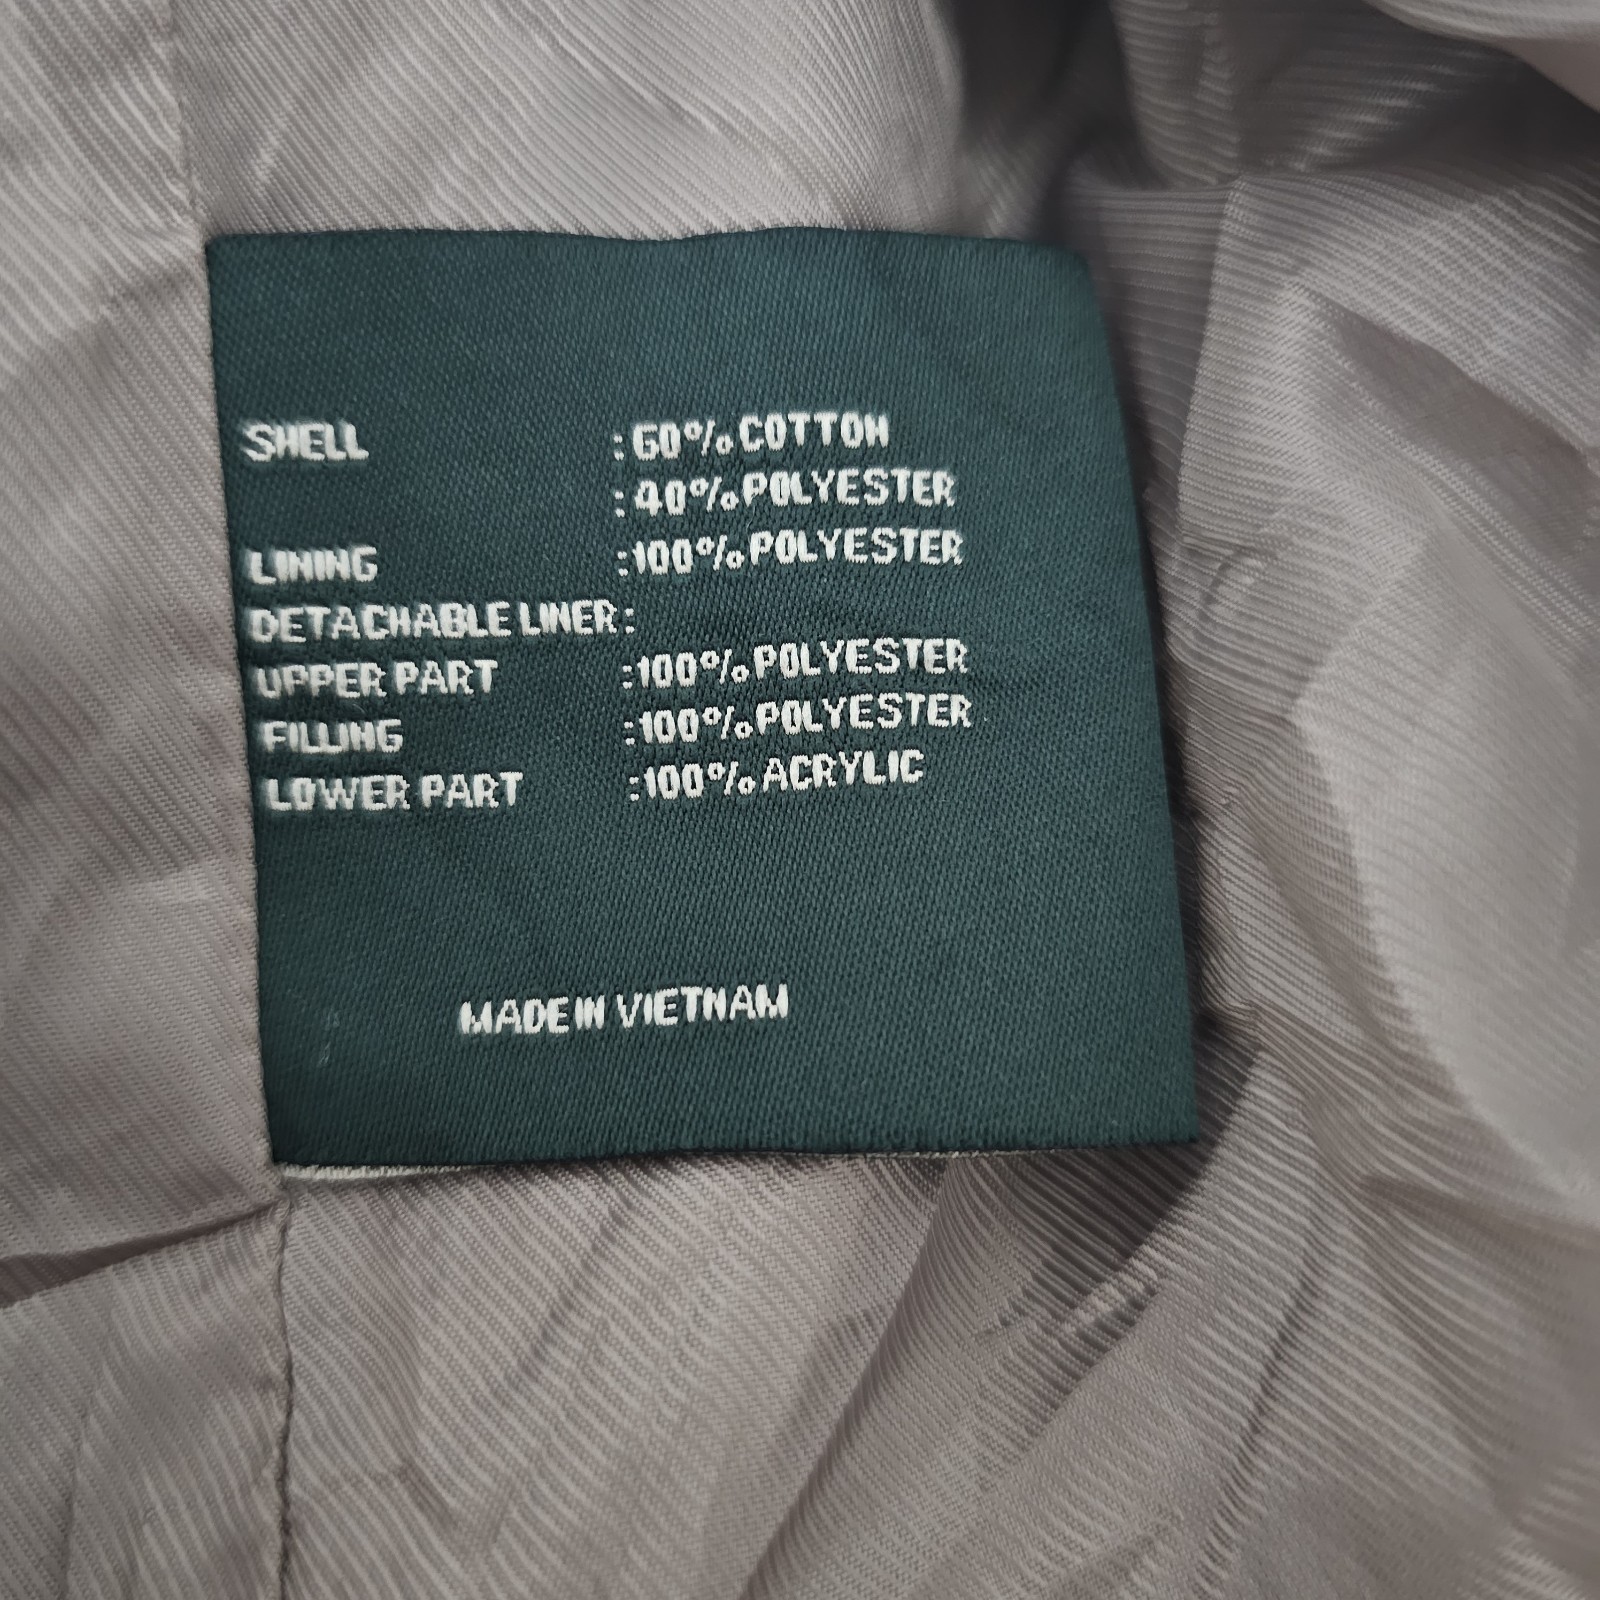 SHELL : 60% COTTON
: 40% POLYESTER
LINING : 100% POLYESTER
DETACHABLE LINER :
UPPER PART : 100% POLYESTER
FILLING : 100% POLYESTER
LOWER PART : 100% ACRYLIC
MADE IN VIETNAM